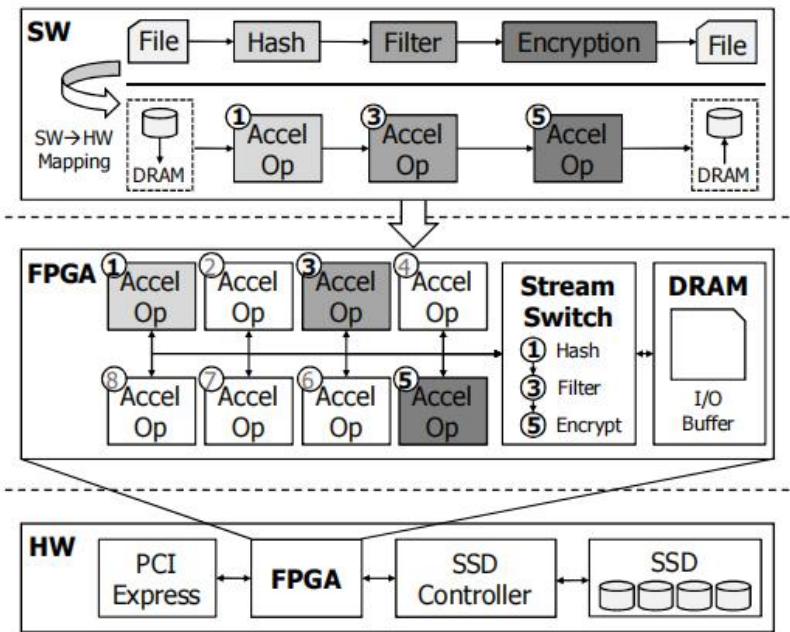 SW
File
Hash
Filter
Encryption
File
SW→HW
Mapping
DRAM
1
Accel
Op
3
Accel
Op
5
Accel
Op
DRAM
FPGA
1
Accel
Op
2
Accel
Op
3
Accel
Op
4
Accel
Op
8
Accel
Op
7
Accel
Op
6
Accel
Op
5
Accel
Op
Stream
Switch
1 Hash
3 Filter
5 Encrypt
DRAM
I/O
Buffer
HW
PCI
Express
FPGA
SSD
Controller
SSD